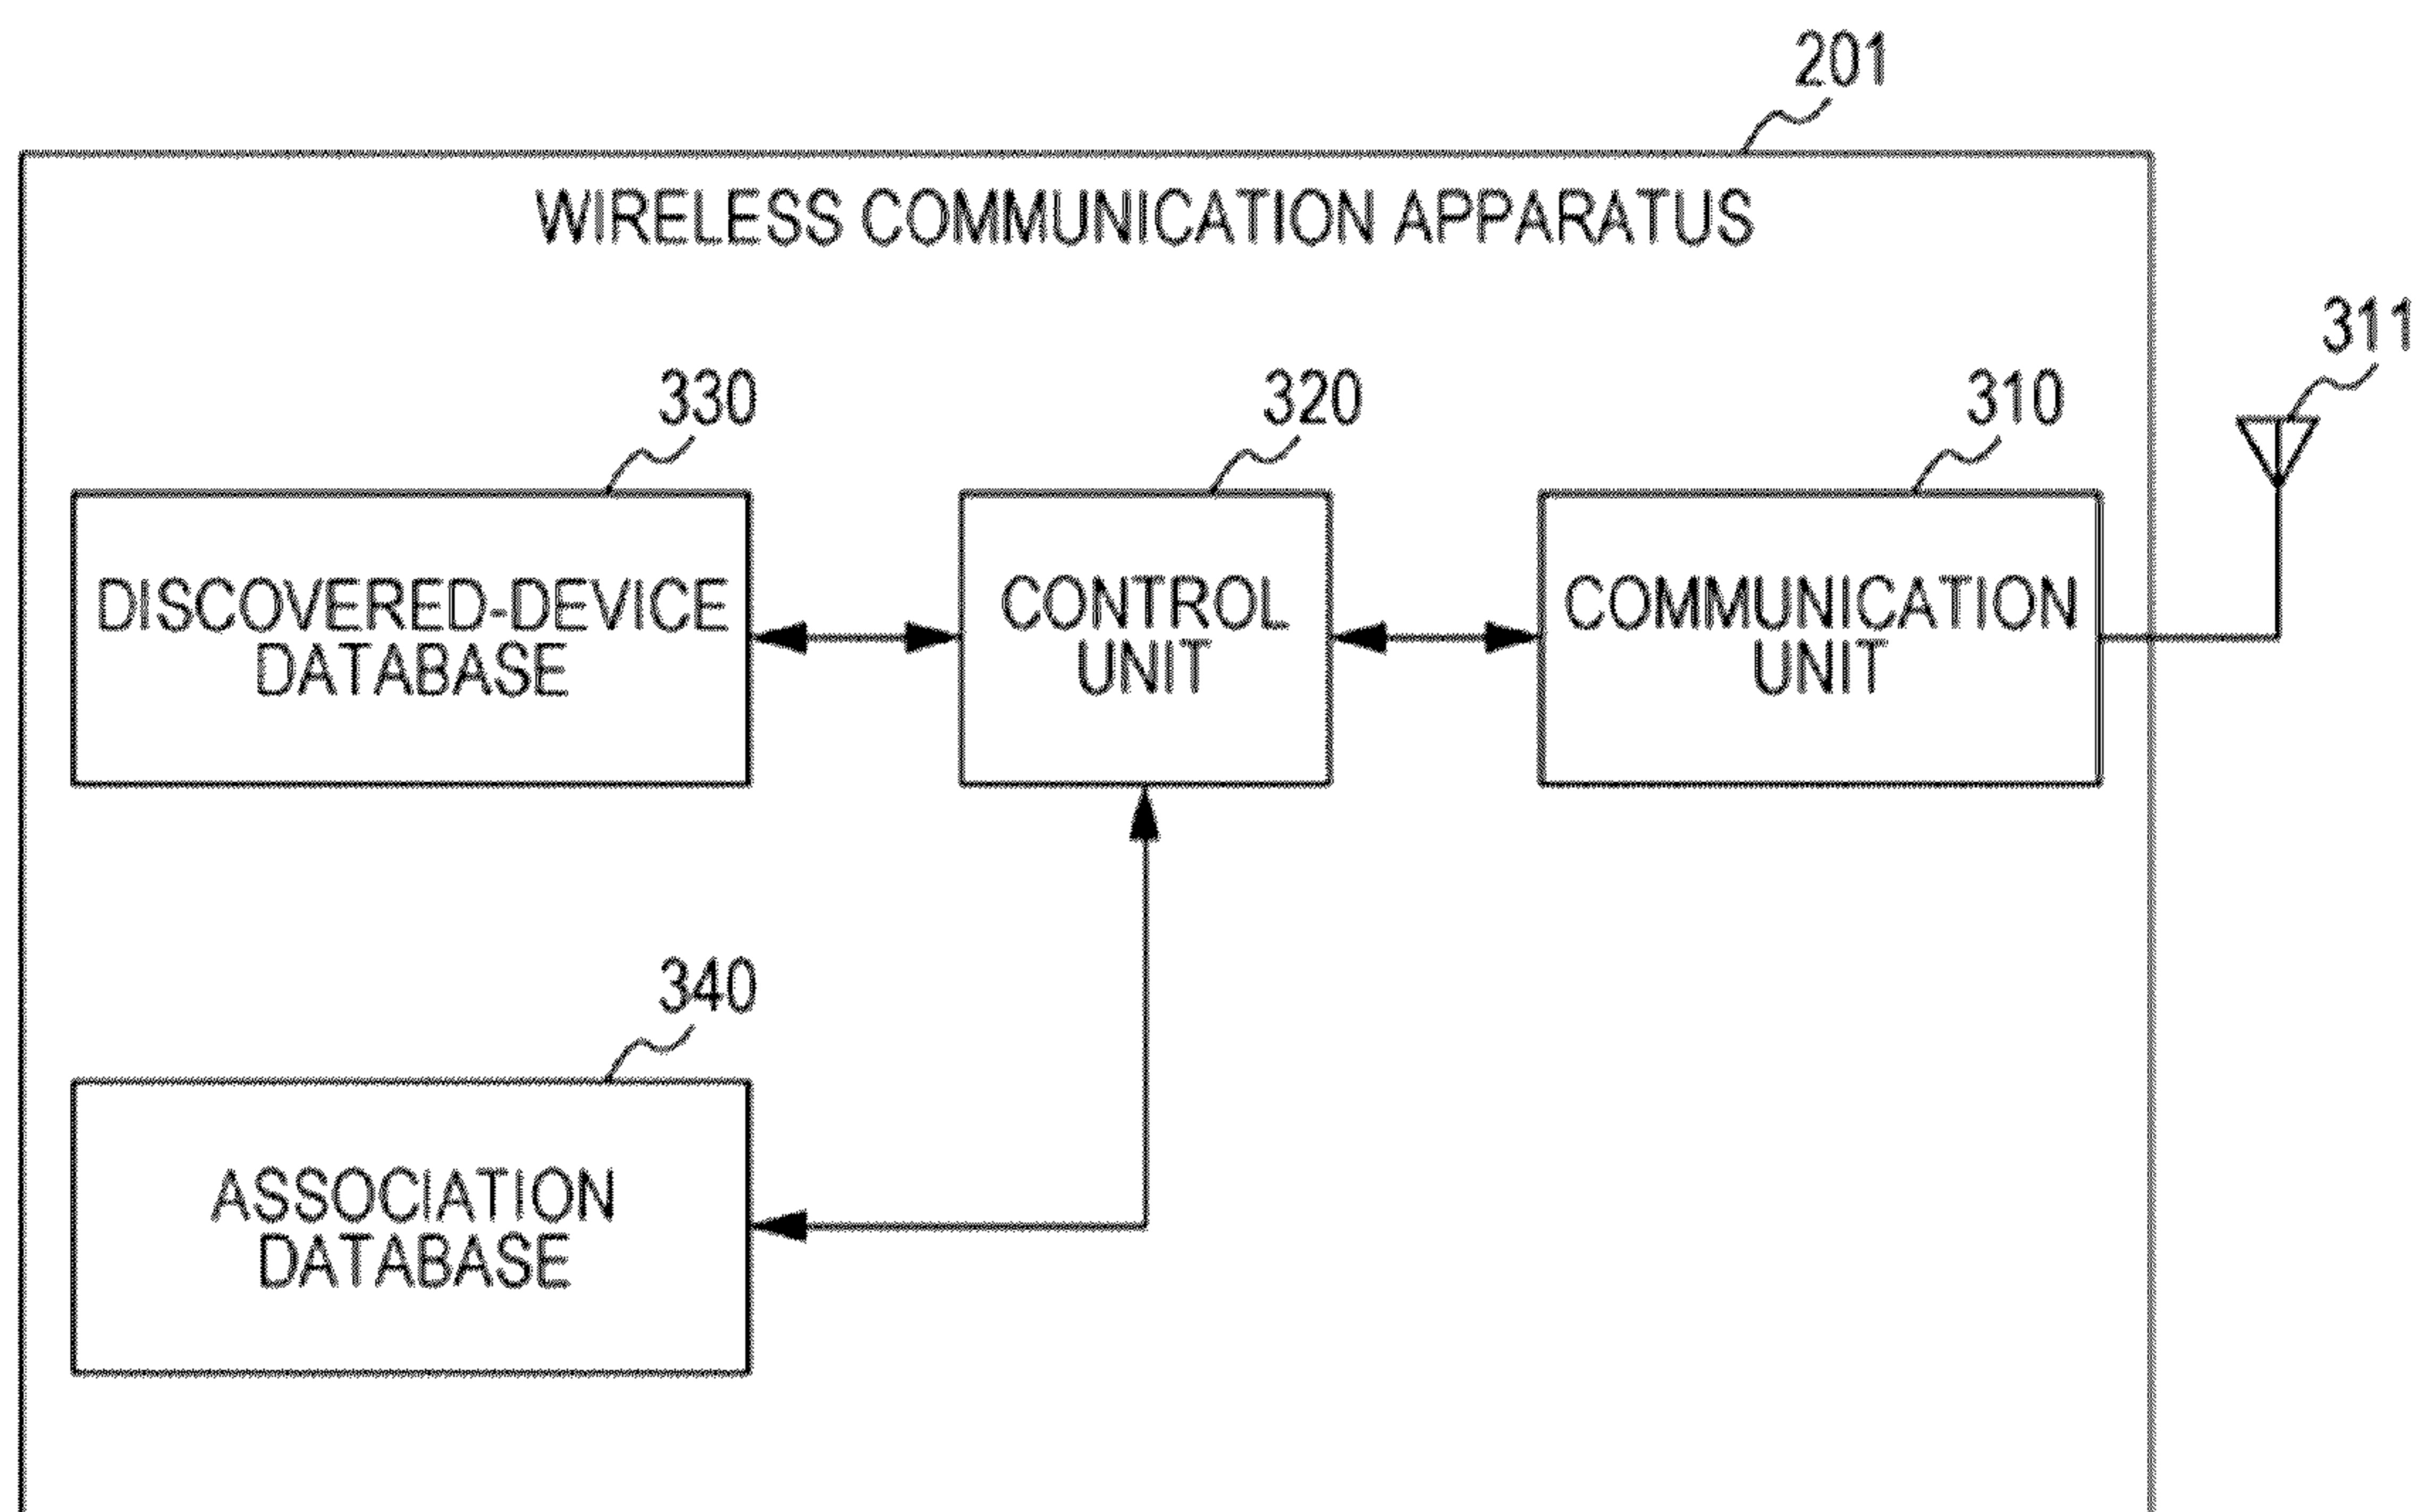 201
WIRELESS COMMUNICATION APPARATUS
311
330
320
310
DISCOVERED-DEVICE
DATABASE
CONTROL
UNIT
COMMUNICATION
UNIT
340
ASSOCIATION
DATABASE